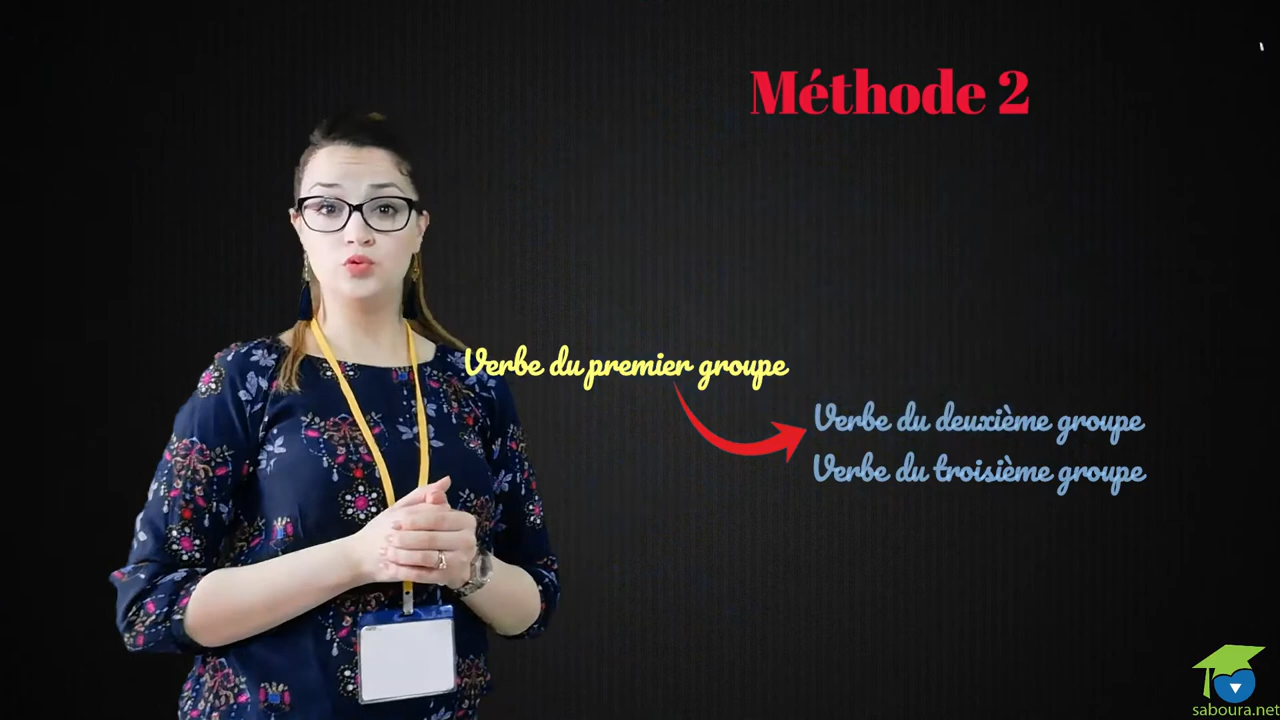 Méthode 2
Verbe du premier groupe
Verbe du deuxième groupe
Verbe du troisième groupe
saboura.net